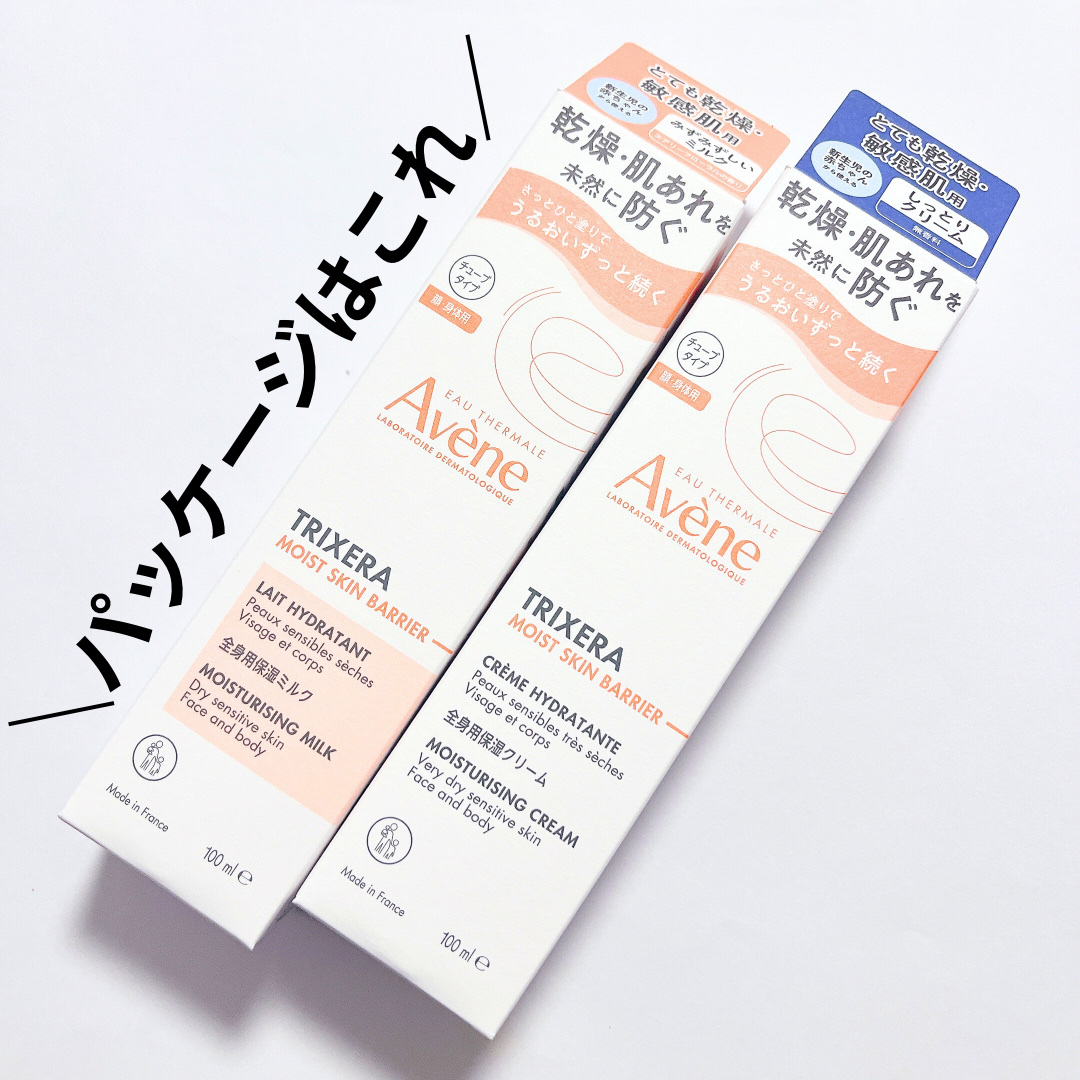 パッケージはこれ
とても乾燥・
敏感肌用
新生児の
赤ちゃん
から使える
みずみずしい
ミルク
乾燥・肌あれを
未然に防ぐ
さっとひと塗りで
うるおいずっと続く
チューブ
タイプ
顔・身体用
EAU THERMALE
Avène
LABORATOIRE DERMATOLOGIQUE
TRIXERA
MOIST SKIN BARRIER
LAIT HYDRATANT
Peaux sensibles sèches
Visage et corps
全身用保湿ミルク
MOISTURISING MILK
Dry sensitive skin
Face and body
Made in France
100 ml e
とても乾燥・
敏感肌用
新生児の
赤ちゃん
から使える
しっとり
クリーム
無香料
乾燥・肌あれを
未然に防ぐ
さっとひと塗りで
うるおいずっと続く
チューブ
タイプ
顔・身体用
EAU THERMALE
Avène
LABORATOIRE DERMATOLOGIQUE
TRIXERA
MOIST SKIN BARRIER
CRÈME HYDRATANTE
Peaux sensibles très sèches
Visage et corps
全身用保湿クリーム
MOISTURISING CREAM
Very dry sensitive skin
Face and body
Made in France
100 ml e